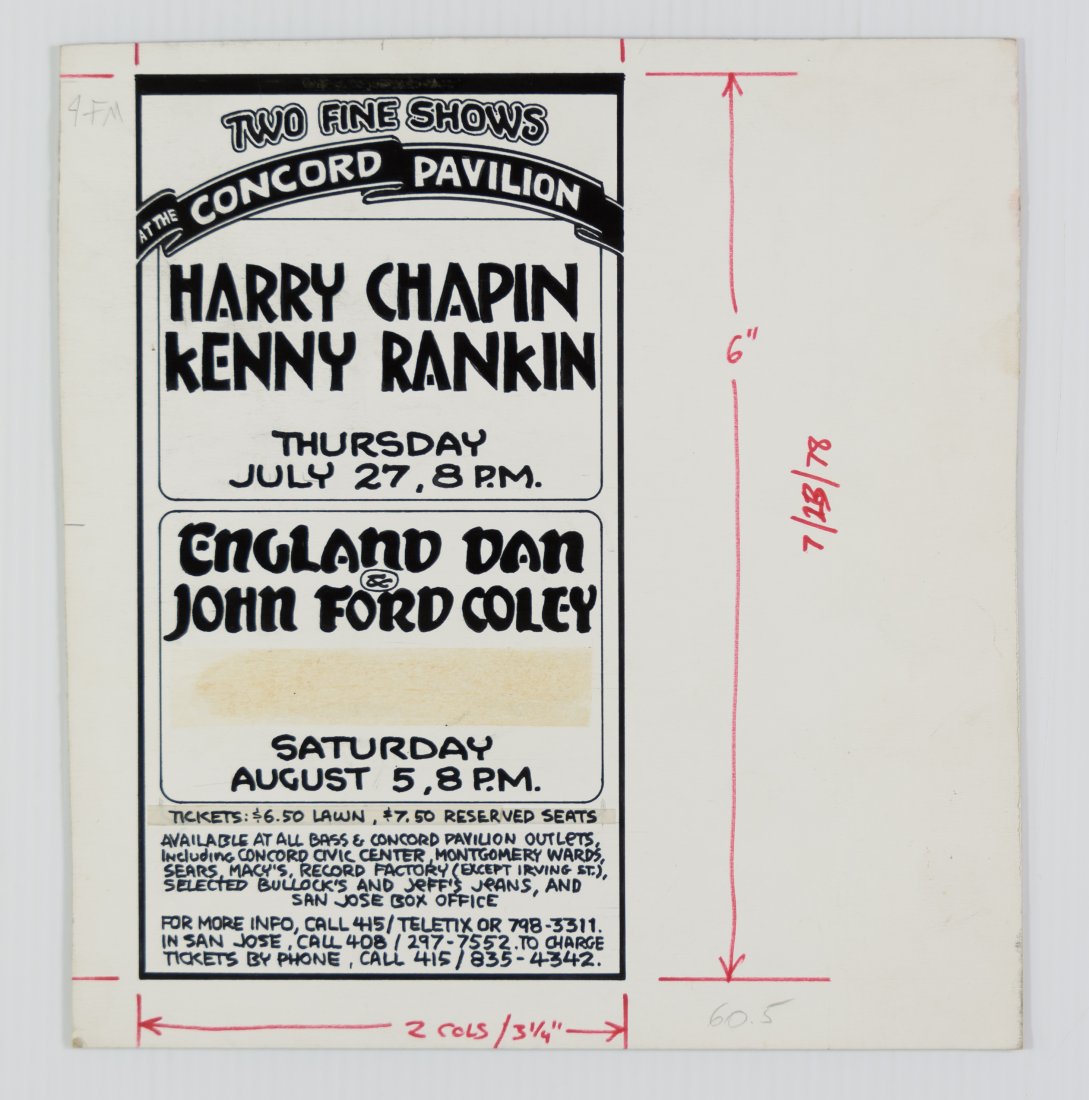 4-FM
TWO FINE SHOWS
AT THE CONCORD PAVILION
HARRY CHAPIN
KENNY RANKIN
THURSDAY
JULY 27, 8 P.M.
ENGLAND DAN
&
JOHN FORD COLEY
SATURDAY
AUGUST 5, 8 P.M.
TICKETS: $6.50 LAWN, $7.50 RESERVED SEATS
AVAILABLE AT ALL BASS & CONCORD PAVILION OUTLETS,
Including CONCORD CIVIC CENTER, MONTGOMERY WARDS,
SEARS, MACY'S, RECORD FACTORY (EXCEPT IRVING ST.),
SELECTED BULLOCK'S AND JEFF'S JEANS, AND
SAN JOSE BOX OFFICE
FOR MORE INFO, CALL 415/TELETIX OR 798-3311.
IN SAN JOSE, CALL 408/297-7552. TO CHARGE
TICKETS BY PHONE, CALL 415/835-4342.
6"
2 COLS/3¼"
60.5